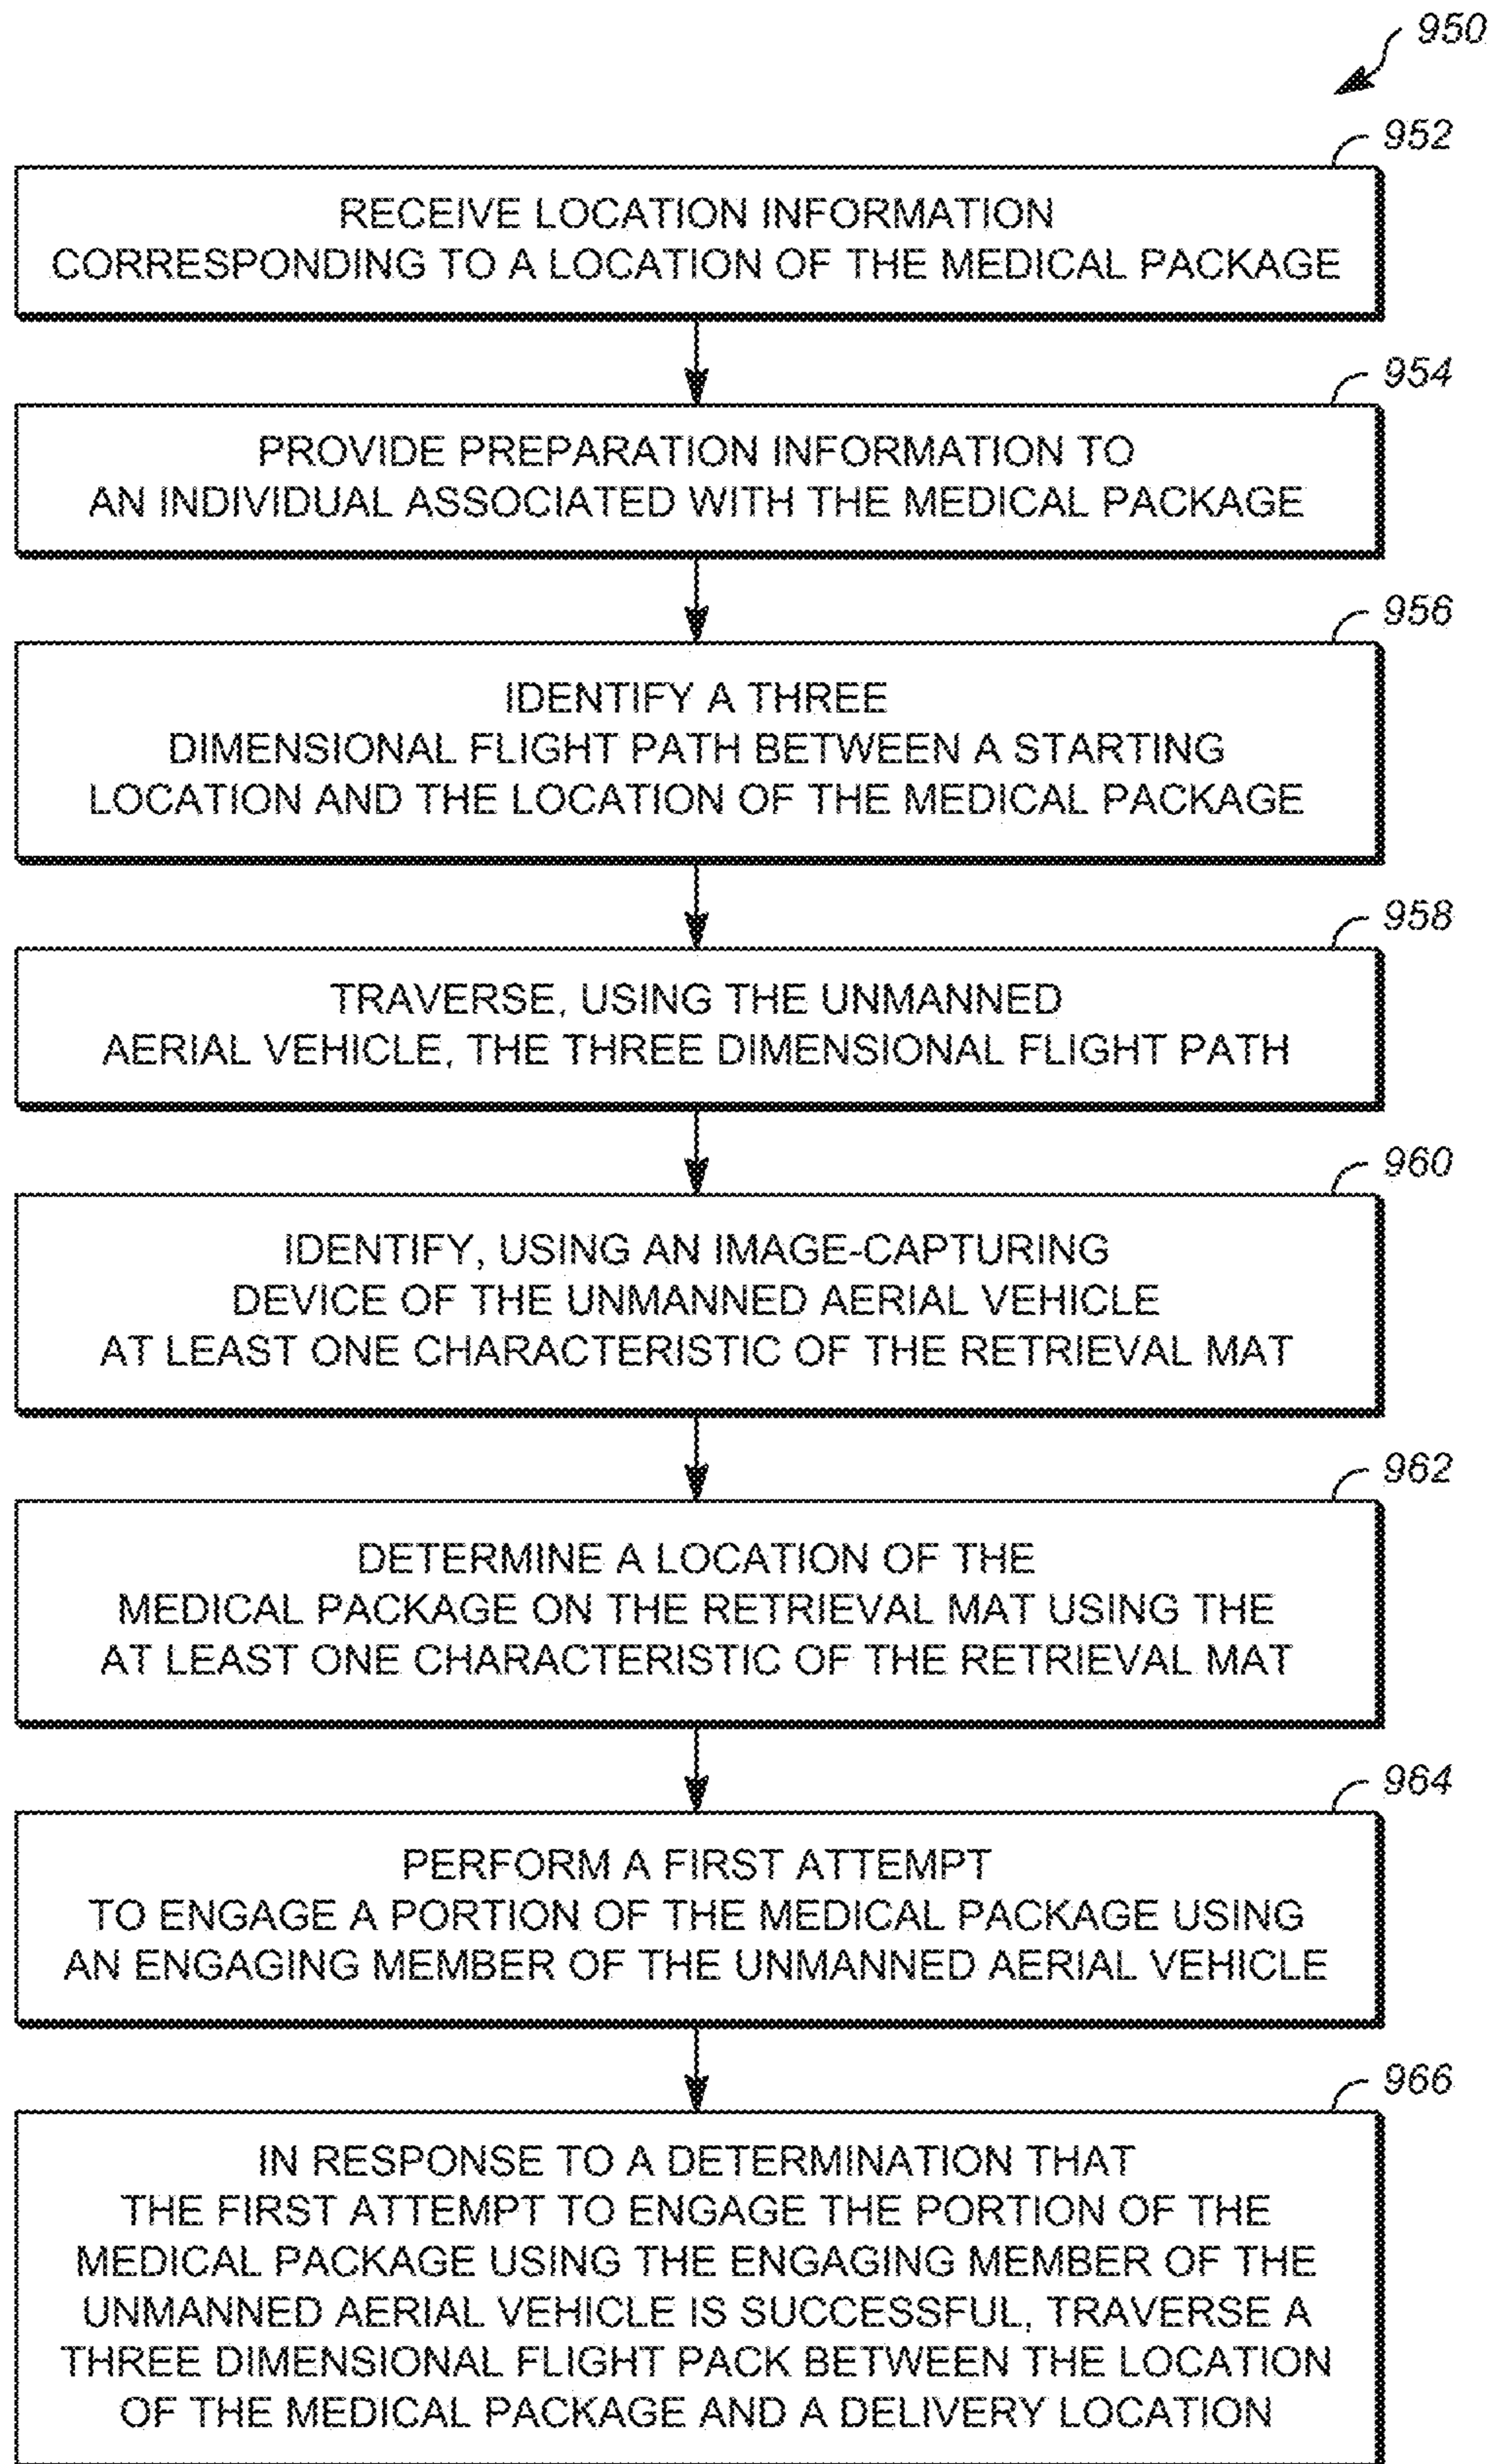 950
952
RECEIVE LOCATION INFORMATION
CORRESPONDING TO A LOCATION OF THE MEDICAL PACKAGE
954
PROVIDE PREPARATION INFORMATION TO
AN INDIVIDUAL ASSOCIATED WITH THE MEDICAL PACKAGE
956
IDENTIFY A THREE
DIMENSIONAL FLIGHT PATH BETWEEN A STARTING
LOCATION AND THE LOCATION OF THE MEDICAL PACKAGE
958
TRAVERSE, USING THE UNMANNED
AERIAL VEHICLE, THE THREE DIMENSIONAL FLIGHT PATH
960
IDENTIFY, USING AN IMAGE-CAPTURING
DEVICE OF THE UNMANNED AERIAL VEHICLE
AT LEAST ONE CHARACTERISTIC OF THE RETRIEVAL MAT
962
DETERMINE A LOCATION OF THE
MEDICAL PACKAGE ON THE RETRIEVAL MAT USING THE
AT LEAST ONE CHARACTERISTIC OF THE RETRIEVAL MAT
964
PERFORM A FIRST ATTEMPT
TO ENGAGE A PORTION OF THE MEDICAL PACKAGE USING
AN ENGAGING MEMBER OF THE UNMANNED AERIAL VEHICLE
966
IN RESPONSE TO A DETERMINATION THAT
THE FIRST ATTEMPT TO ENGAGE THE PORTION OF THE
MEDICAL PACKAGE USING THE ENGAGING MEMBER OF THE
UNMANNED AERIAL VEHICLE IS SUCCESSFUL, TRAVERSE A
THREE DIMENSIONAL FLIGHT PACK BETWEEN THE LOCATION
OF THE MEDICAL PACKAGE AND A DELIVERY LOCATION